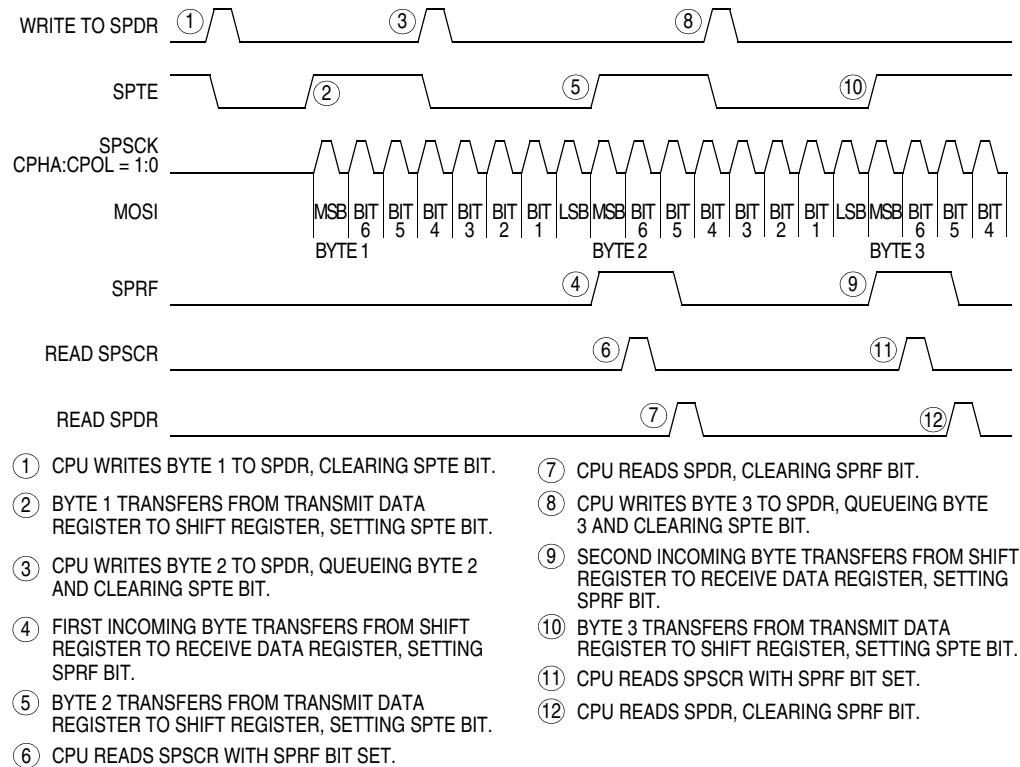 WRITE TO SPDR
1
3
8
SPTE
2
5
10
SPSCK
CPHA:CPOL = 1:0
MOSI
MSB BIT 6 BIT 5 BIT 4 BIT 3 BIT 2 BIT 1 LSB MSB BIT 6 BIT 5 BIT 4 BIT 3 BIT 2 BIT 1 LSB MSB BIT 6 BIT 5 BIT 4
BYTE 1
BYTE 2
BYTE 3
SPRF
4
9
READ SPSCR
6
11
READ SPDR
7
12
1 CPU WRITES BYTE 1 TO SPDR, CLEARING SPTE BIT.
2 BYTE 1 TRANSFERS FROM TRANSMIT DATA
REGISTER TO SHIFT REGISTER, SETTING SPTE BIT.
3 CPU WRITES BYTE 2 TO SPDR, QUEUEING BYTE 2
AND CLEARING SPTE BIT.
4 FIRST INCOMING BYTE TRANSFERS FROM SHIFT
REGISTER TO RECEIVE DATA REGISTER, SETTING
SPRF BIT.
5 BYTE 2 TRANSFERS FROM TRANSMIT DATA
REGISTER TO SHIFT REGISTER, SETTING SPTE BIT.
6 CPU READS SPSCR WITH SPRF BIT SET.
7 CPU READS SPDR, CLEARING SPRF BIT.
8 CPU WRITES BYTE 3 TO SPDR, QUEUEING BYTE
3 AND CLEARING SPTE BIT.
9 SECOND INCOMING BYTE TRANSFERS FROM SHIFT
REGISTER TO RECEIVE DATA REGISTER, SETTING
SPRF BIT.
10 BYTE 3 TRANSFERS FROM TRANSMIT DATA
REGISTER TO SHIFT REGISTER, SETTING SPTE BIT.
11 CPU READS SPSCR WITH SPRF BIT SET.
12 CPU READS SPDR, CLEARING SPRF BIT.